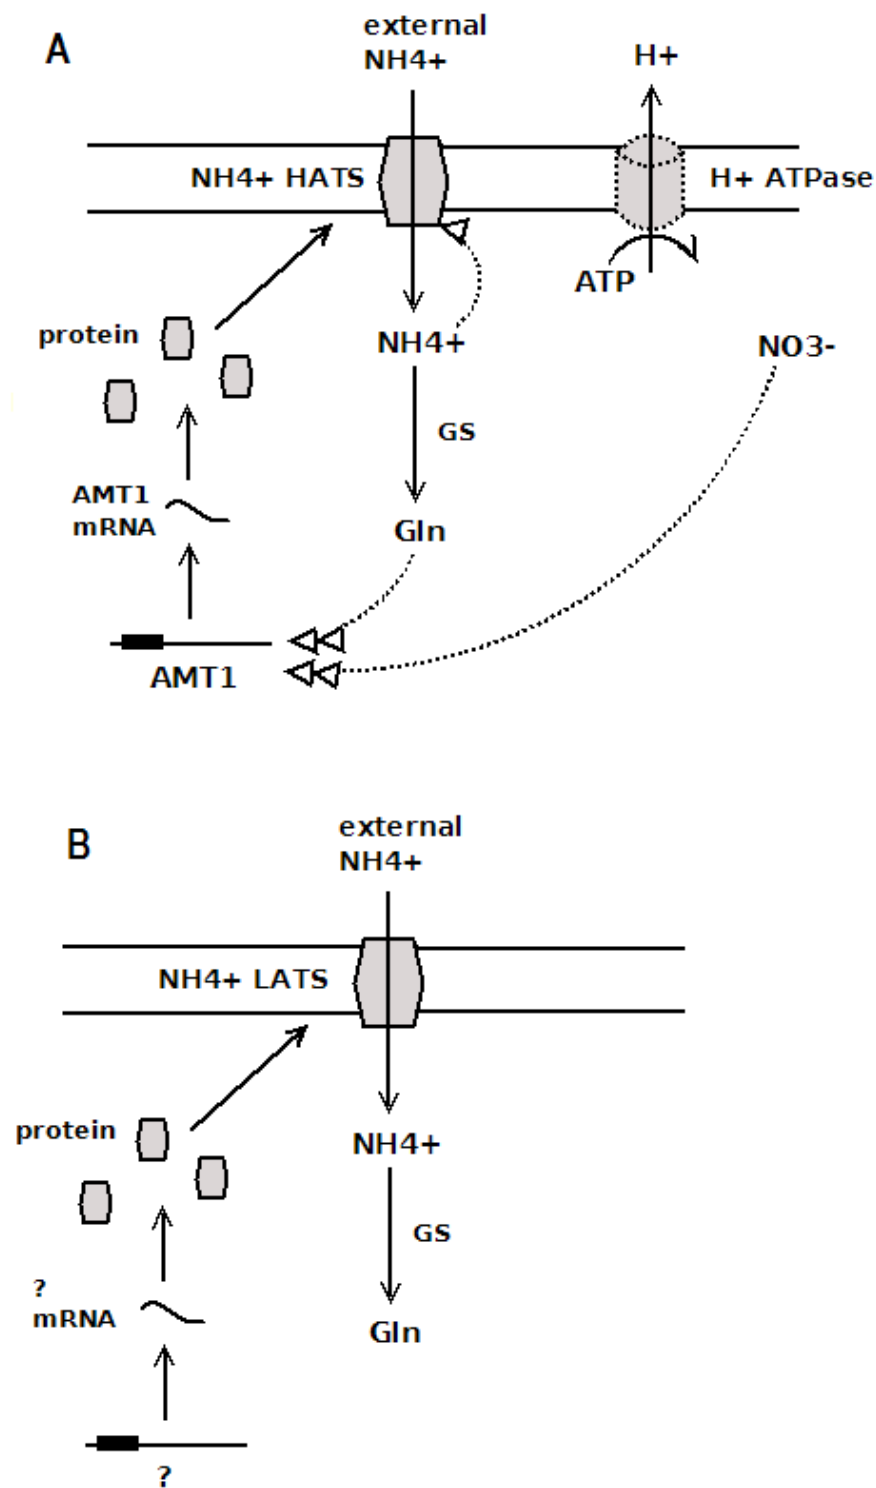 A
external
NH4+
H+
NH4+ HATS
H+ ATPase
ATP
protein
NH4+
NO3-
GS
AMT1
mRNA
Gln
AMT1
B
external
NH4+
NH4+ LATS
protein
NH4+
GS
?
mRNA
Gln
?